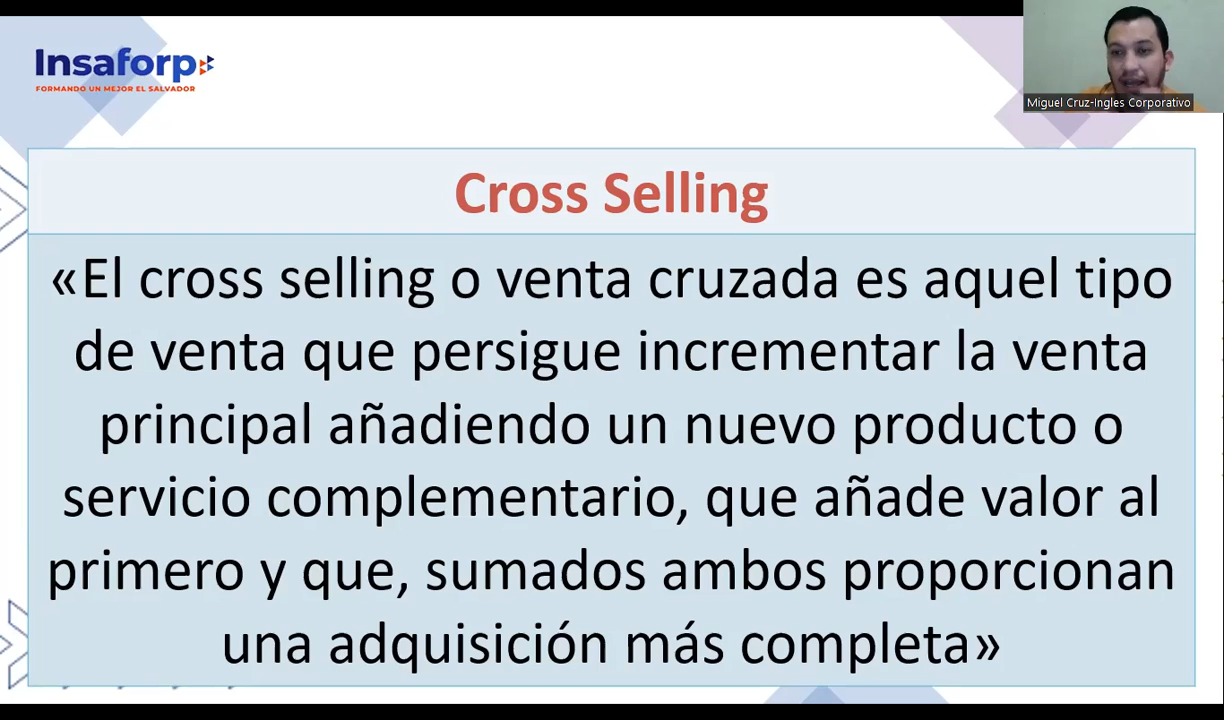 Insaforp
FORMANDO UN MEJOR EL SALVADOR
Miguel Cruz-Ingles Corporativo
Cross Selling
«El cross selling o venta cruzada es aquel tipo
de venta que persigue incrementar la venta
principal añadiendo un nuevo producto o
servicio complementario, que añade valor al
primero y que, sumados ambos proporcionan
una adquisición más completa»